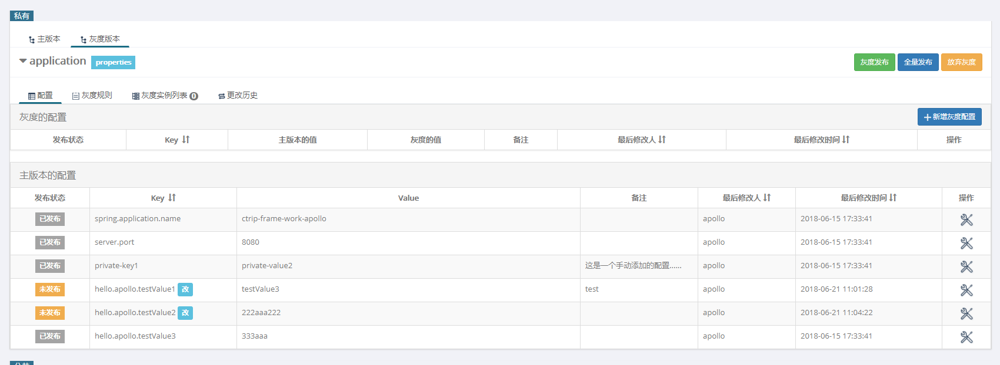 私有
主版本 灰度版本
application properties 灰度发布 全量发布 放弃灰度
配置 灰度规则 灰度实例列表 0 更改历史
灰度的配置 新增灰度配置
发布状态 Key 主版本的值 灰度的值 备注 最后修改人 最后修改时间 操作
主版本的配置
发布状态 Key Value 备注 最后修改人 最后修改时间 操作
已发布 spring.application.name ctrip-frame-work-apollo apollo 2018-06-15 17:33:41
已发布 server.port 8080 apollo 2018-06-15 17:33:41
已发布 private-key1 private-value2 这是一个手动添加的配置...... apollo 2018-06-15 17:33:41
未发布 hello.apollo.testValue1 改 testValue3 test apollo 2018-06-21 11:01:28
未发布 hello.apollo.testValue2 改 222aaa222 apollo 2018-06-21 11:04:22
已发布 hello.apollo.testValue3 333aaa apollo 2018-06-15 17:33:41